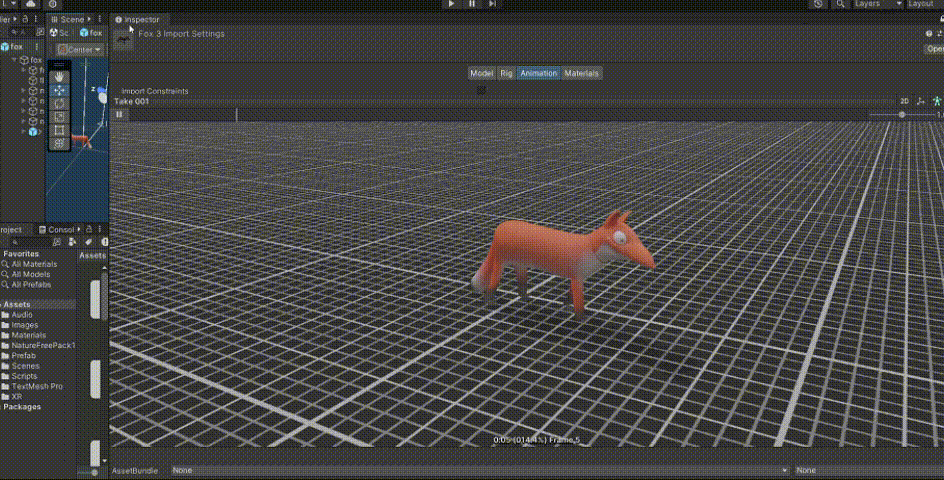 Layers
Layout
Scene
Inspector
Sc
fox
Fox 3 Import Settings
fox
Center
Open
fox
Model Rig Animation Materials
Import Constraints
Take 001
2D
0:05 (014.4%) Frame 5
roject
Consol
Favorites
Assets
All Materials
All Models
All Prefabs
Assets
Audio
Images
Materials
NatureFreePack1
Prefab
Scenes
Scripts
TextMesh Pro
XR
Packages
AssetBundle
None
None